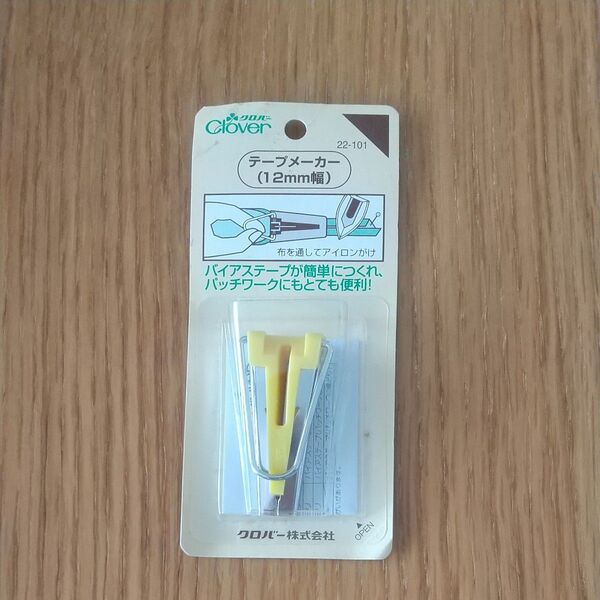 クロバー
Clover
22-101
テープメーカー
(12mm幅)
布を通してアイロンがけ
バイアステープが簡単につくれ、
パッチワークにもとても便利!
OPEN
クロバー株式会社